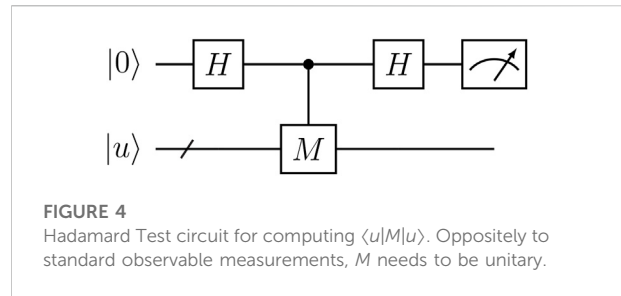 |0⟩ H H
|u⟩ M
FIGURE 4
Hadamard Test circuit for computing ⟨u|M|u⟩. Oppositely to
standard observable measurements, M needs to be unitary.